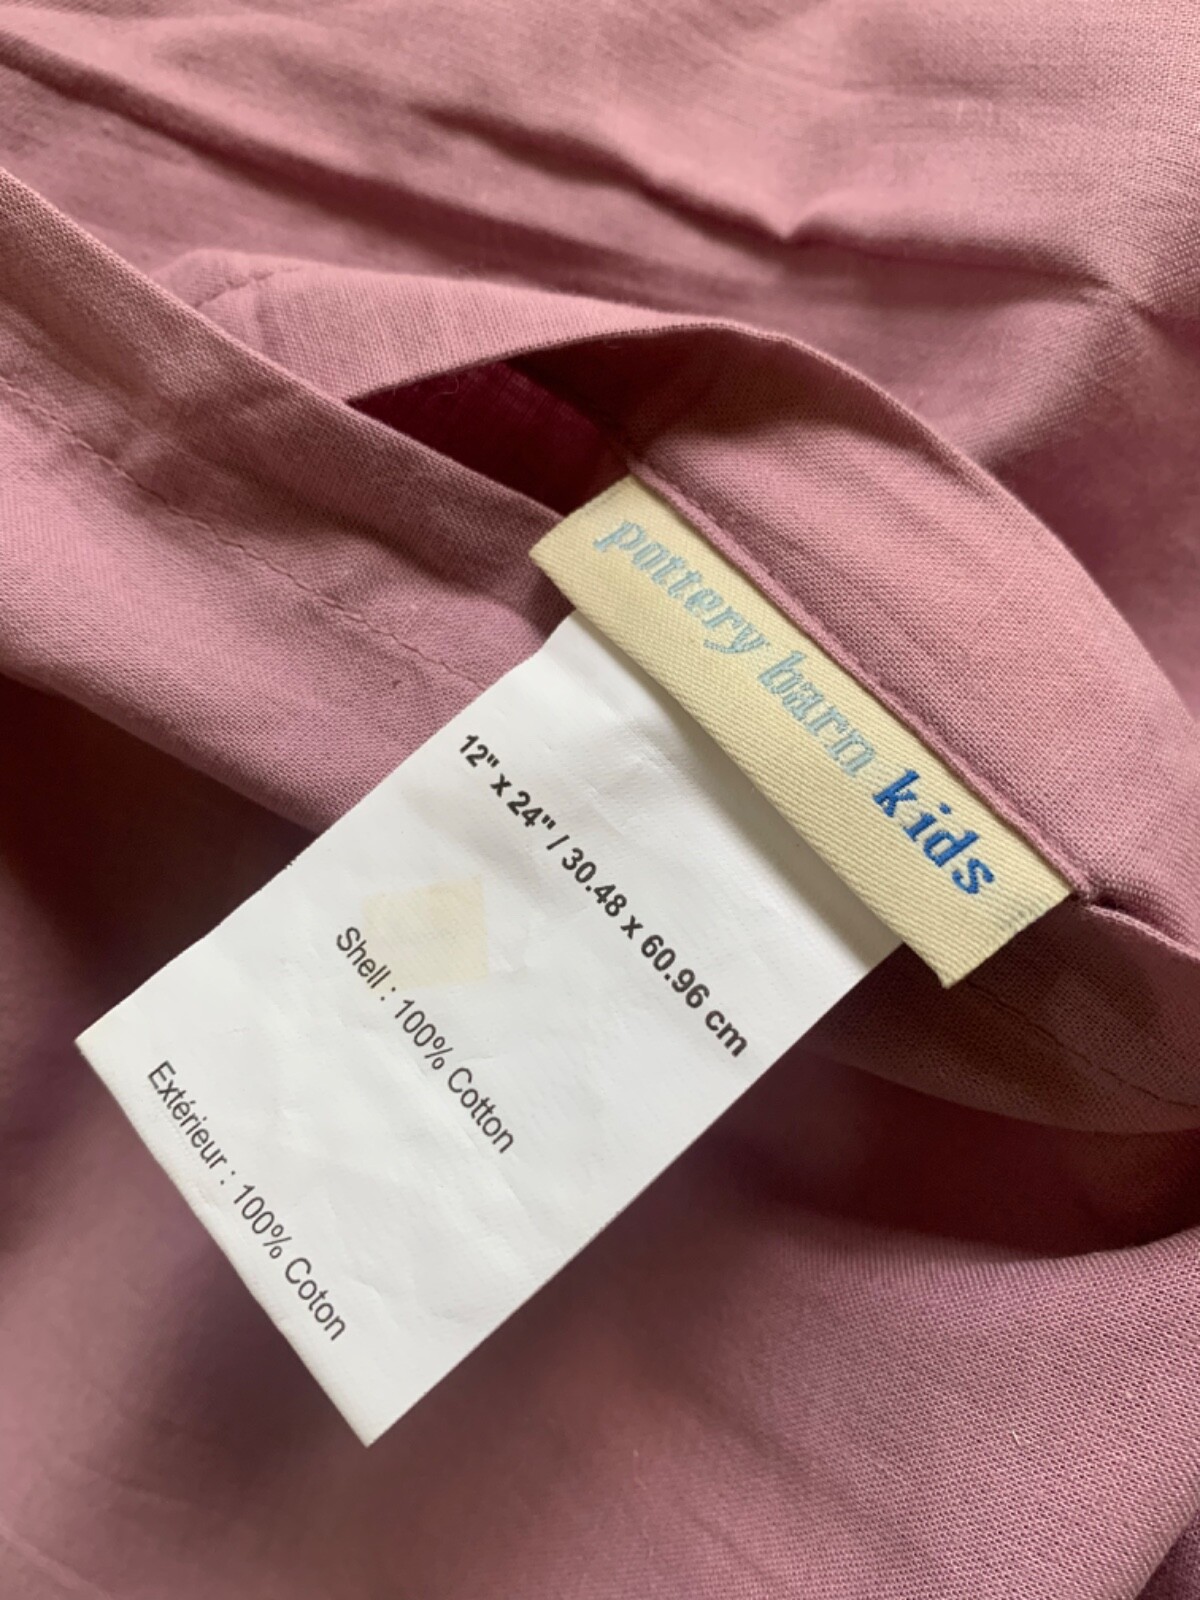 pottery barn kids
12" x 24" / 30.48 x 60.96 cm
Shell : 100% Cotton
Extérieur : 100% Coton